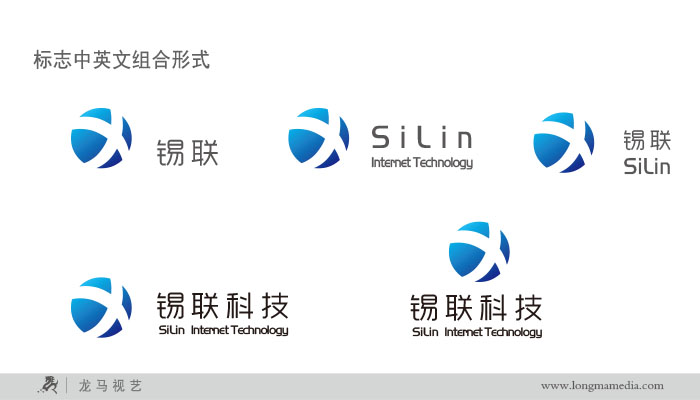 标志中英文组合形式
锡联
SiLin
Internet Technology
锡联
SiLin
锡联科技
SiLin Internet Technology
锡联科技
SiLin Internet Technology
龙马视艺
www.longmamedia.com